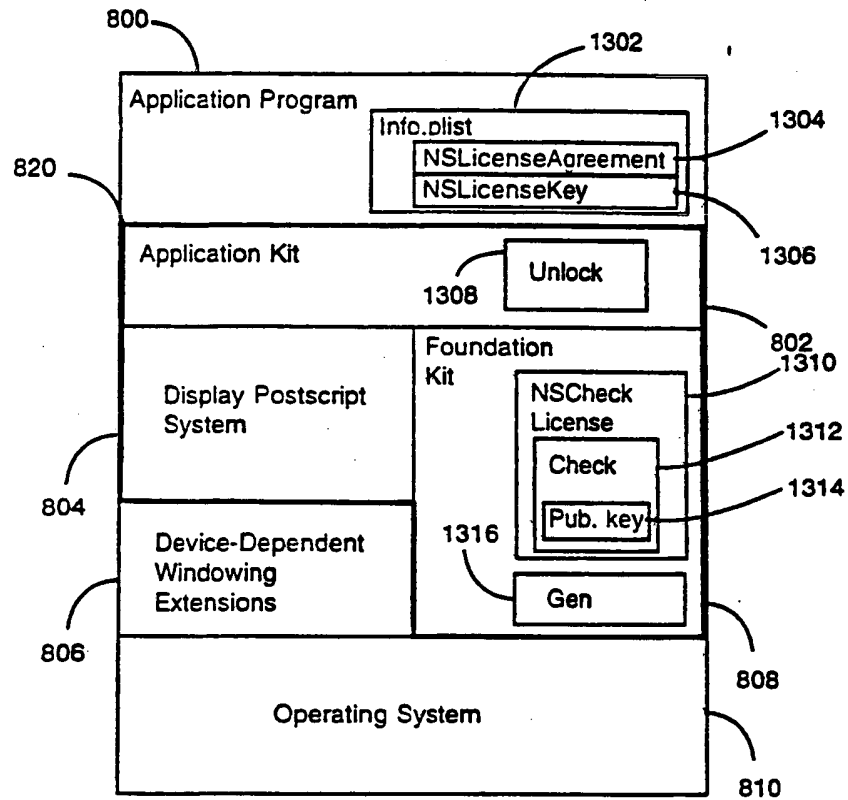 800
1302
Application Program
Info.plist
1304
NSLicenseAgreement
820
NSLicenseKey
1306
Application Kit
Unlock
1308
802
Foundation
Kit
1310
Display Postscript
System
NSCheck
License
1312
Check
804
1314
Pub. key
Device-Dependent
Windowing
Extensions
1316
Gen
806
808
Operating System
810